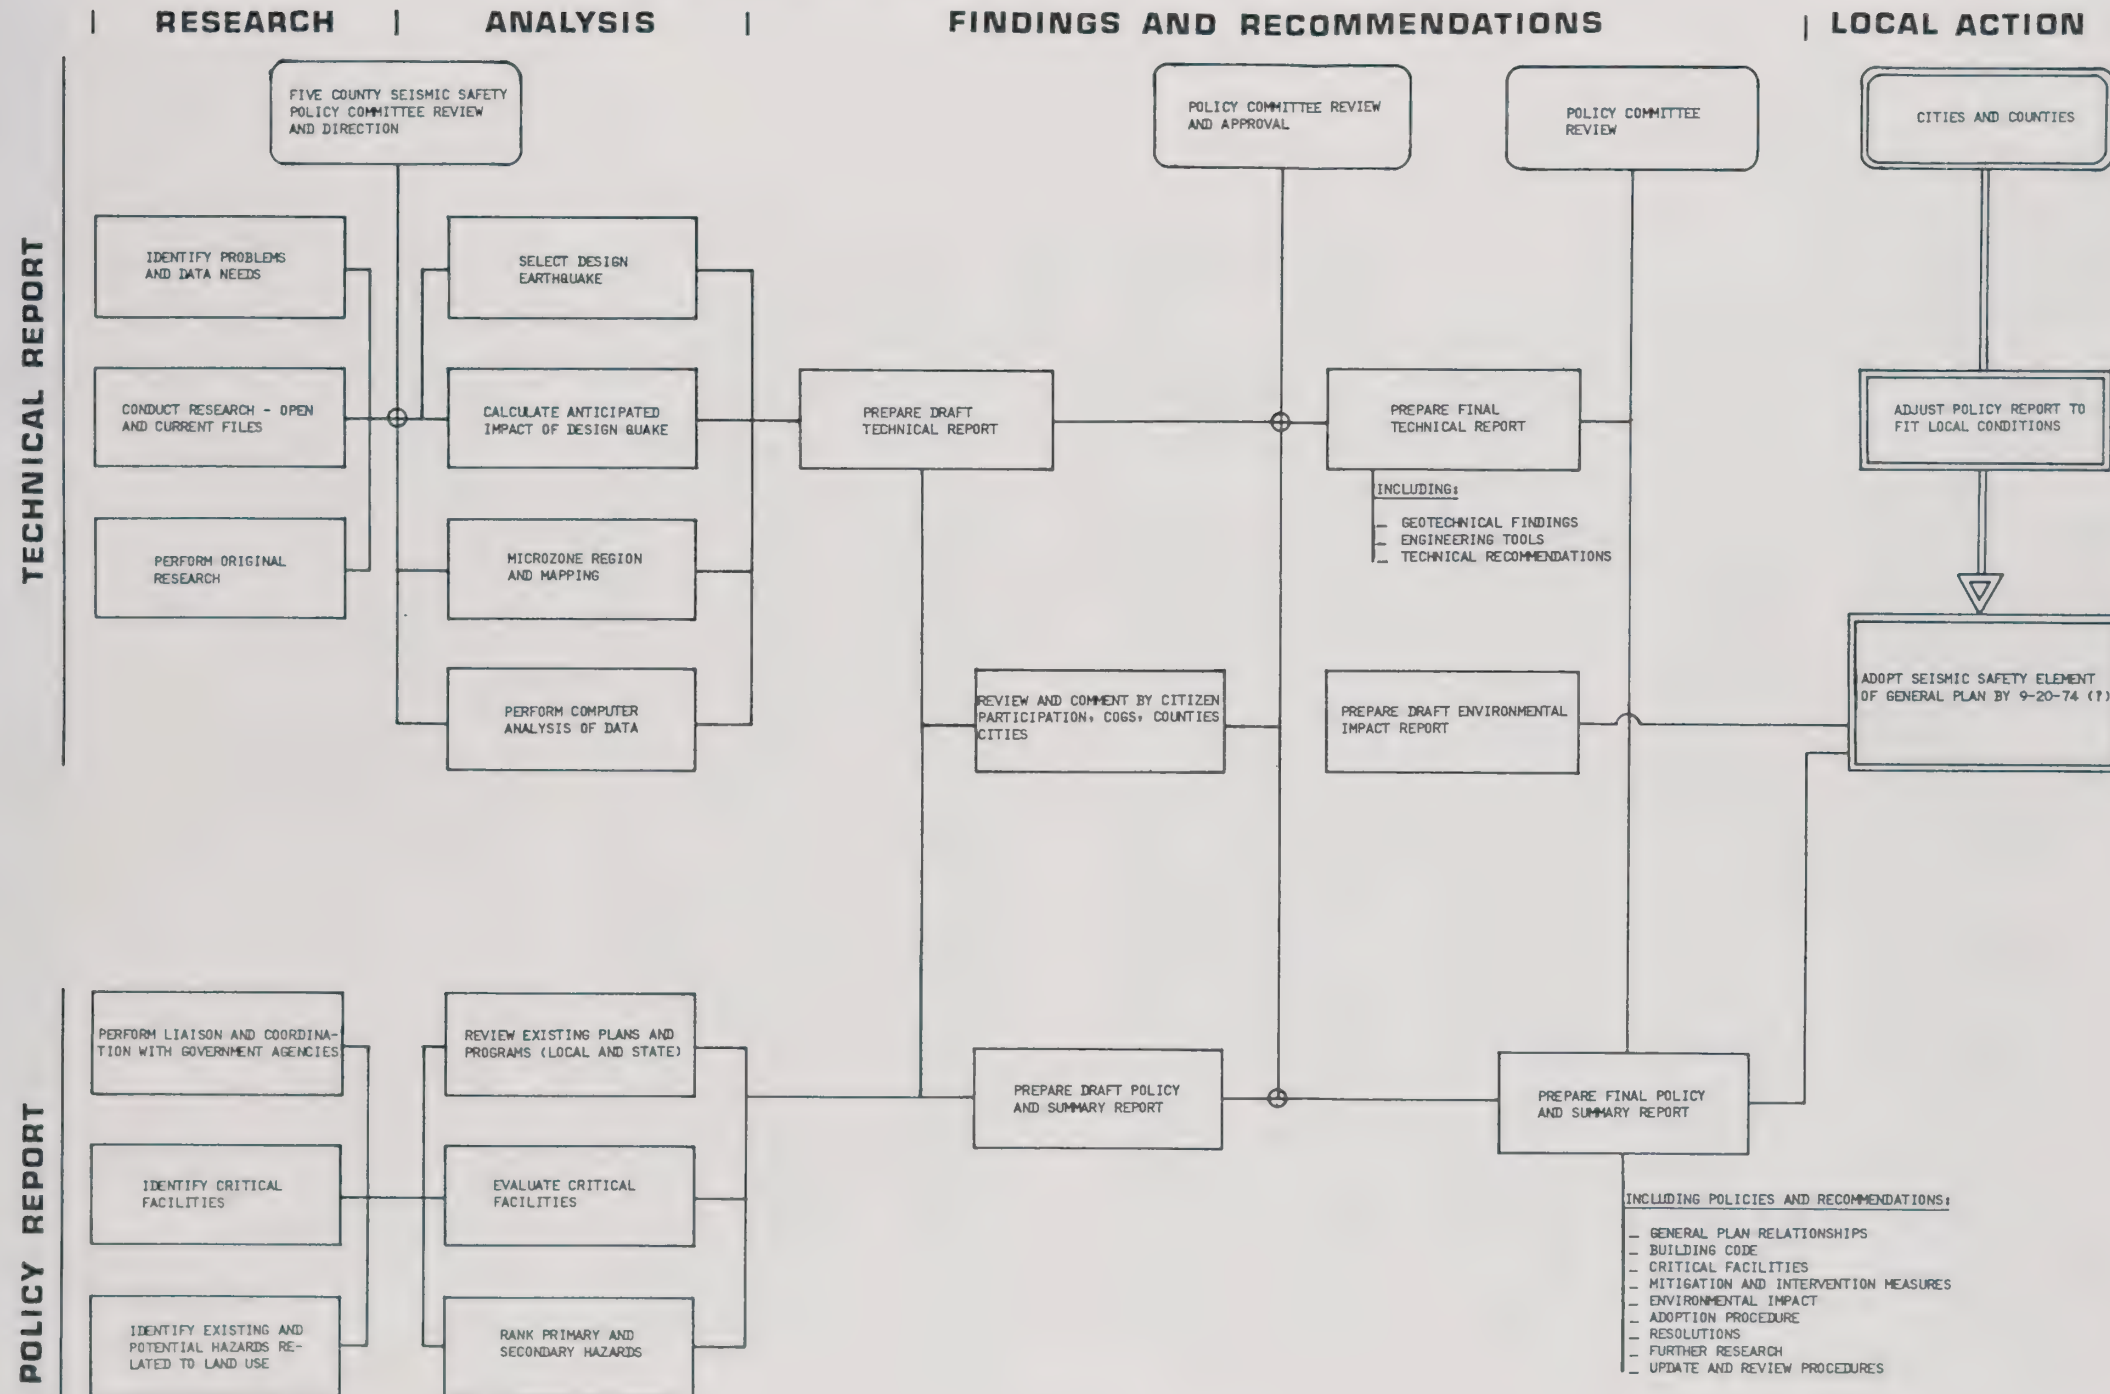 RESEARCH
ANALYSIS
FINDINGS AND RECOMMENDATIONS
LOCAL ACTION
TECHNICAL REPORT
FIVE COUNTY SEISMIC SAFETY
POLICY COMMITTEE REVIEW
AND DIRECTION
POLICY COMMITTEE REVIEW
AND APPROVAL
POLICY COMMITTEE
REVIEW
CITIES AND COUNTIES
IDENTIFY PROBLEMS
AND DATA NEEDS
SELECT DESIGN
EARTHQUAKE
CONDUCT RESEARCH - OPEN
AND CURRENT FILES
CALCULATE ANTICIPATED
IMPACT OF DESIGN QUAKE
PREPARE DRAFT
TECHNICAL REPORT
PREPARE FINAL
TECHNICAL REPORT
ADJUST POLICY REPORT TO
FIT LOCAL CONDITIONS
INCLUDING:
_ GEOTECHNICAL FINDINGS
_ ENGINEERING TOOLS
_ TECHNICAL RECOMMENDATIONS
PERFORM ORIGINAL
RESEARCH
MICROZONE REGION
AND MAPPING
PERFORM COMPUTER
ANALYSIS OF DATA
REVIEW AND COMMENT BY CITIZEN
PARTICIPATION, COGS, COUNTIES
CITIES
PREPARE DRAFT ENVIRONMENTAL
IMPACT REPORT
ADOPT SEISMIC SAFETY ELEMENT
OF GENERAL PLAN BY 9-20-74 (?)
POLICY REPORT
PERFORM LIAISON AND COORDINA-
TION WITH GOVERNMENT AGENCIES
REVIEW EXISTING PLANS AND
PROGRAMS (LOCAL AND STATE)
PREPARE DRAFT POLICY
AND SUMMARY REPORT
PREPARE FINAL POLICY
AND SUMMARY REPORT
IDENTIFY CRITICAL
FACILITIES
EVALUATE CRITICAL
FACILITIES
INCLUDING POLICIES AND RECOMMENDATIONS:
_ GENERAL PLAN RELATIONSHIPS
_ BUILDING CODE
_ CRITICAL FACILITIES
_ MITIGATION AND INTERVENTION MEASURES
_ ENVIRONMENTAL IMPACT
_ ADOPTION PROCEDURE
_ RESOLUTIONS
_ FURTHER RESEARCH
_ UPDATE AND REVIEW PROCEDURES
IDENTIFY EXISTING AND
POTENTIAL HAZARDS RE-
LATED TO LAND USE
RANK PRIMARY AND
SECONDARY HAZARDS